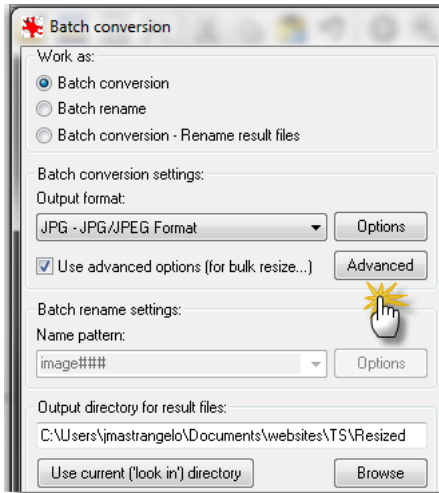 Batch conversion
Work as:
Batch conversion
Batch rename
Batch conversion - Rename result files
Batch conversion settings:
Output format:
JPG - JPG/JPEG Format
Options
Use advanced options (for bulk resize...)
Advanced
Batch rename settings:
Name pattern:
image###
Options
Output directory for result files:
C:\Users\jmastrangelo\Documents\websites\TS\Resized
Use current ('look in') directory
Browse